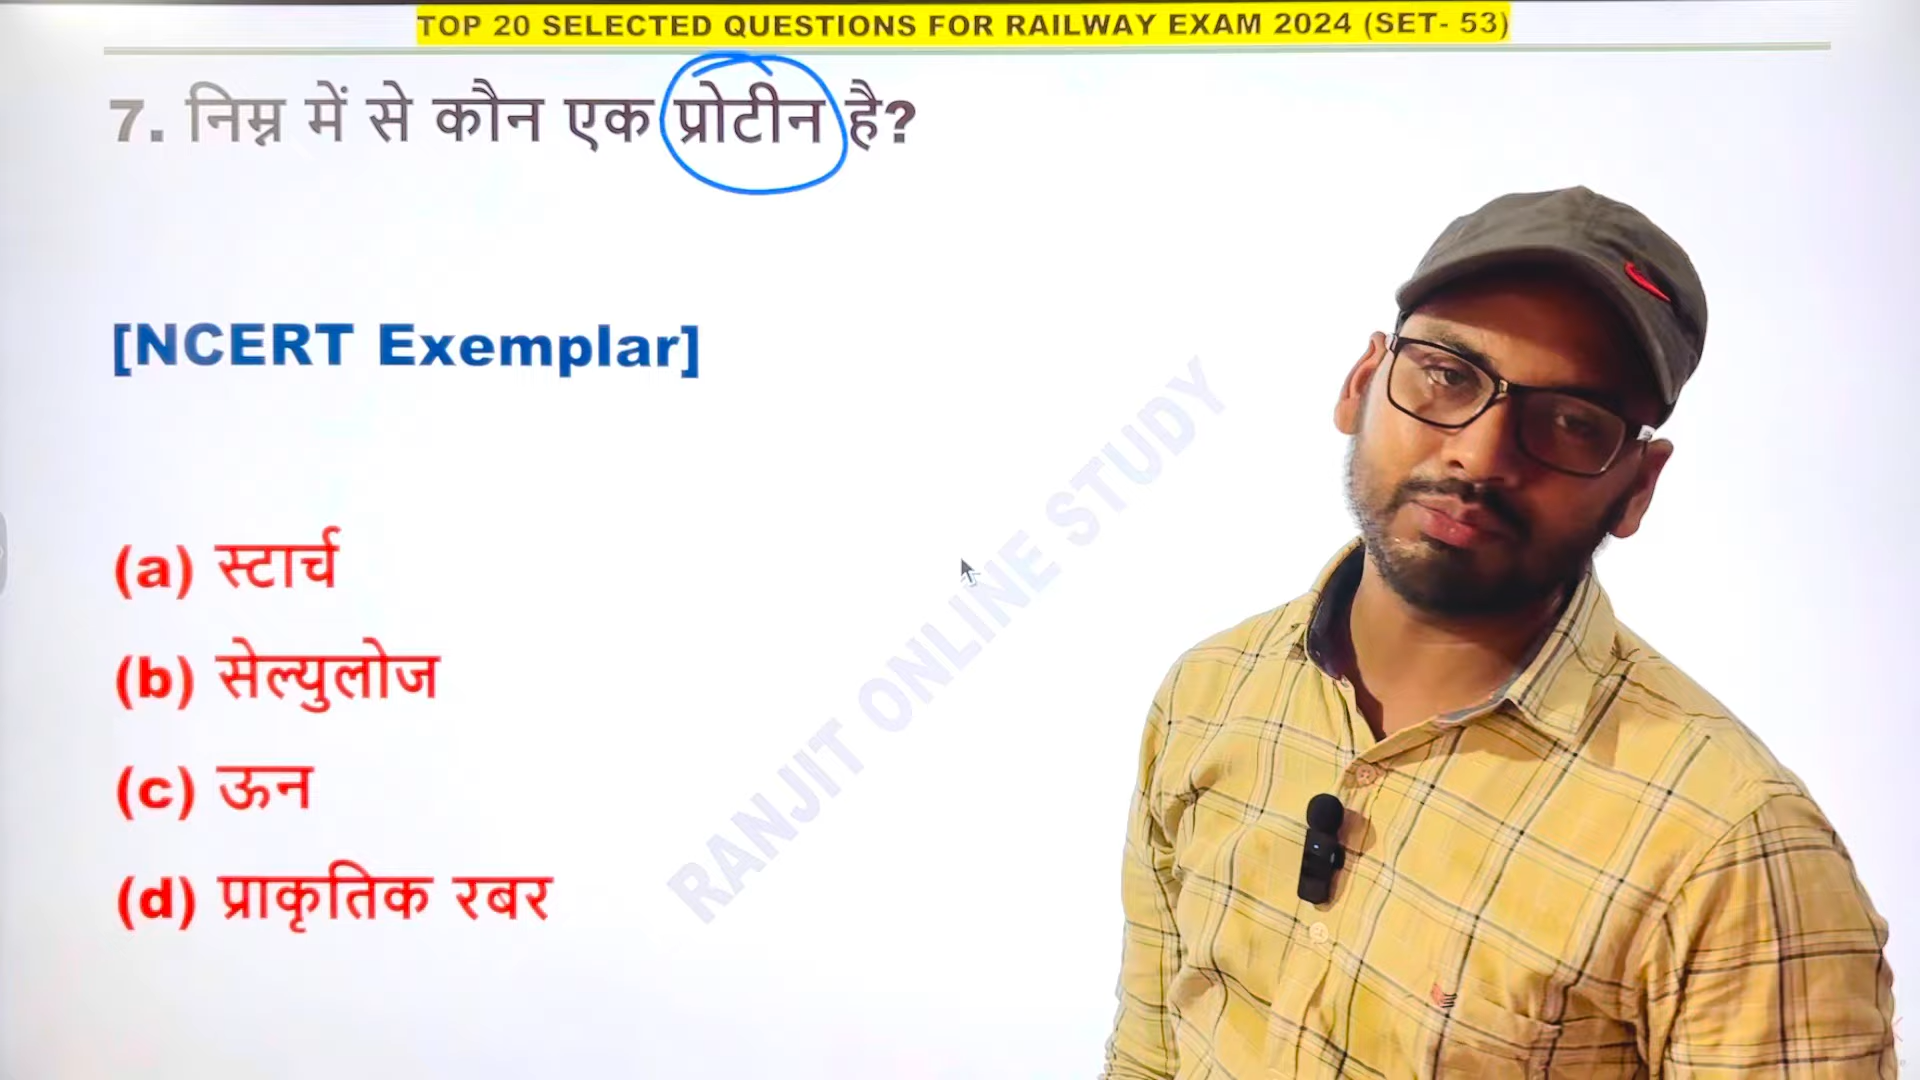 TOP 20 SELECTED QUESTIONS FOR RAILWAY EXAM 2024 (SET- 53)
7. निम्न में से कौन एक प्रोटीन है?
[NCERT Exemplar]
(a) स्टार्च
(b) सेल्युलोज
(c) ऊन
(d) प्राकृतिक रबर
RANJIT ONLINE STUDY